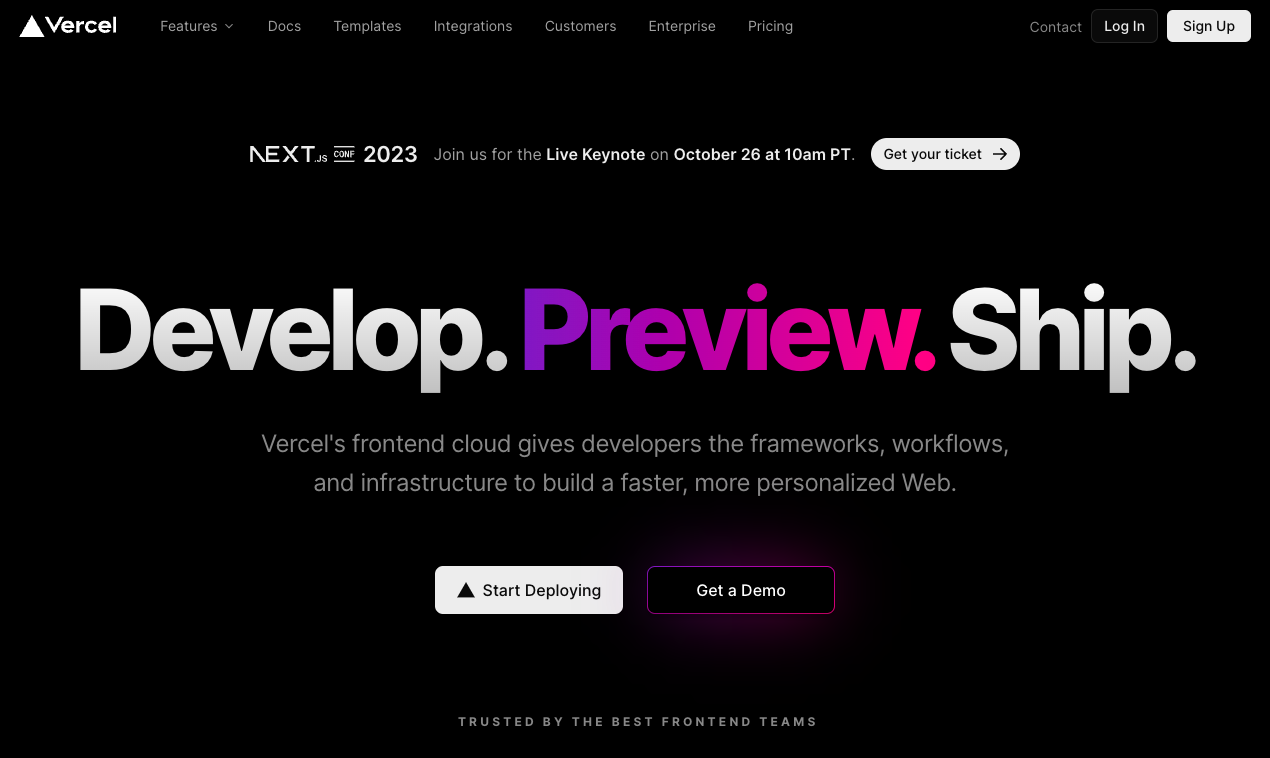 Vercel Features Docs Templates Integrations Customers Enterprise Pricing Contact Log In Sign Up
NEXT.JS CONF 2023 Join us for the Live Keynote on October 26 at 10am PT. Get your ticket →
Develop. Preview. Ship.
Vercel's frontend cloud gives developers the frameworks, workflows,
and infrastructure to build a faster, more personalized Web.
Start Deploying Get a Demo
TRUSTED BY THE BEST FRONTEND TEAMS